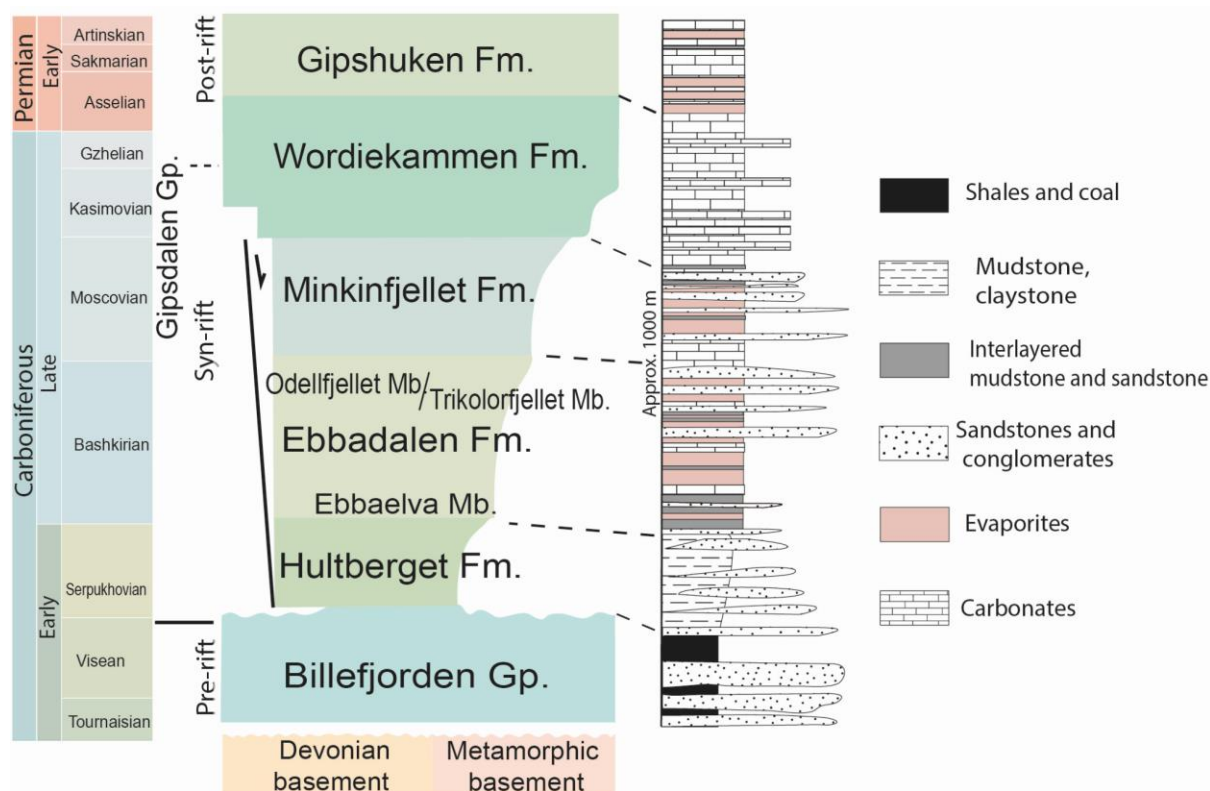 Permian
Early
Artinskian
Sakmarian
Asselian
Carboniferous
Late
Gzhelian
Kasimovian
Moscovian
Bashkirian
Early
Serpukhovian
Visean
Tournaisian
Gipsdalen Gp.
Post-rift
Syn-rift
Pre-rift
Gipshuken Fm.
Wordiekammen Fm.
Minkinfjellet Fm.
Odellfjellet Mb./Trikolorfjellet Mb.
Ebbadalen Fm.
Ebbaelva Mb.
Hultberget Fm.
Billefjorden Gp.
Devonian
basement
Metamorphic
basement
Approx. 1000 m
Shales and coal
Mudstone,
claystone
Interlayered
mudstone and sandstone
Sandstones and
conglomerates
Evaporites
Carbonates